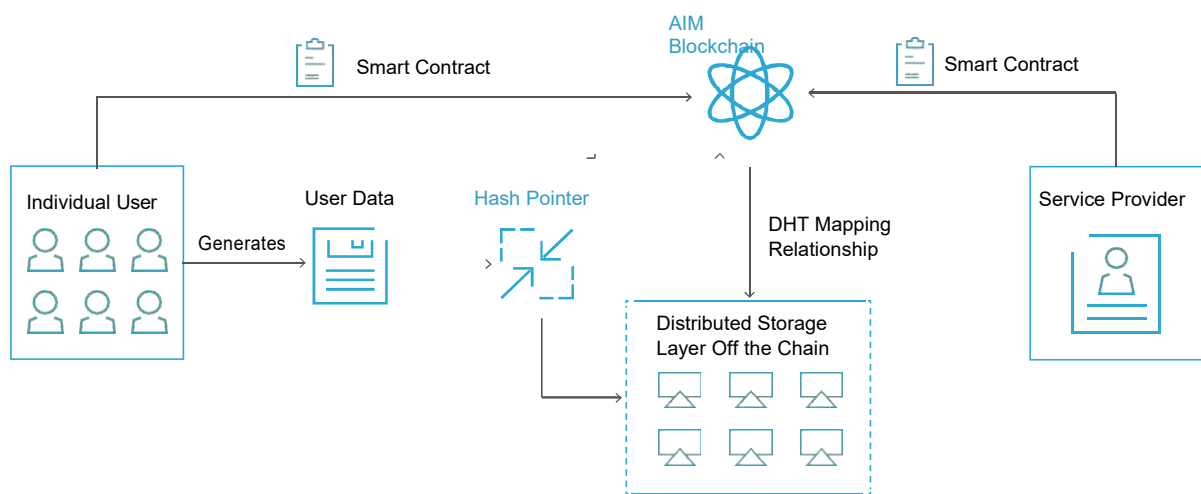 AIM
Blockchain
Smart Contract
Smart Contract
Individual User
User Data
Hash Pointer
Service Provider
Generates
DHT Mapping
Relationship
Distributed Storage
Layer Off the Chain